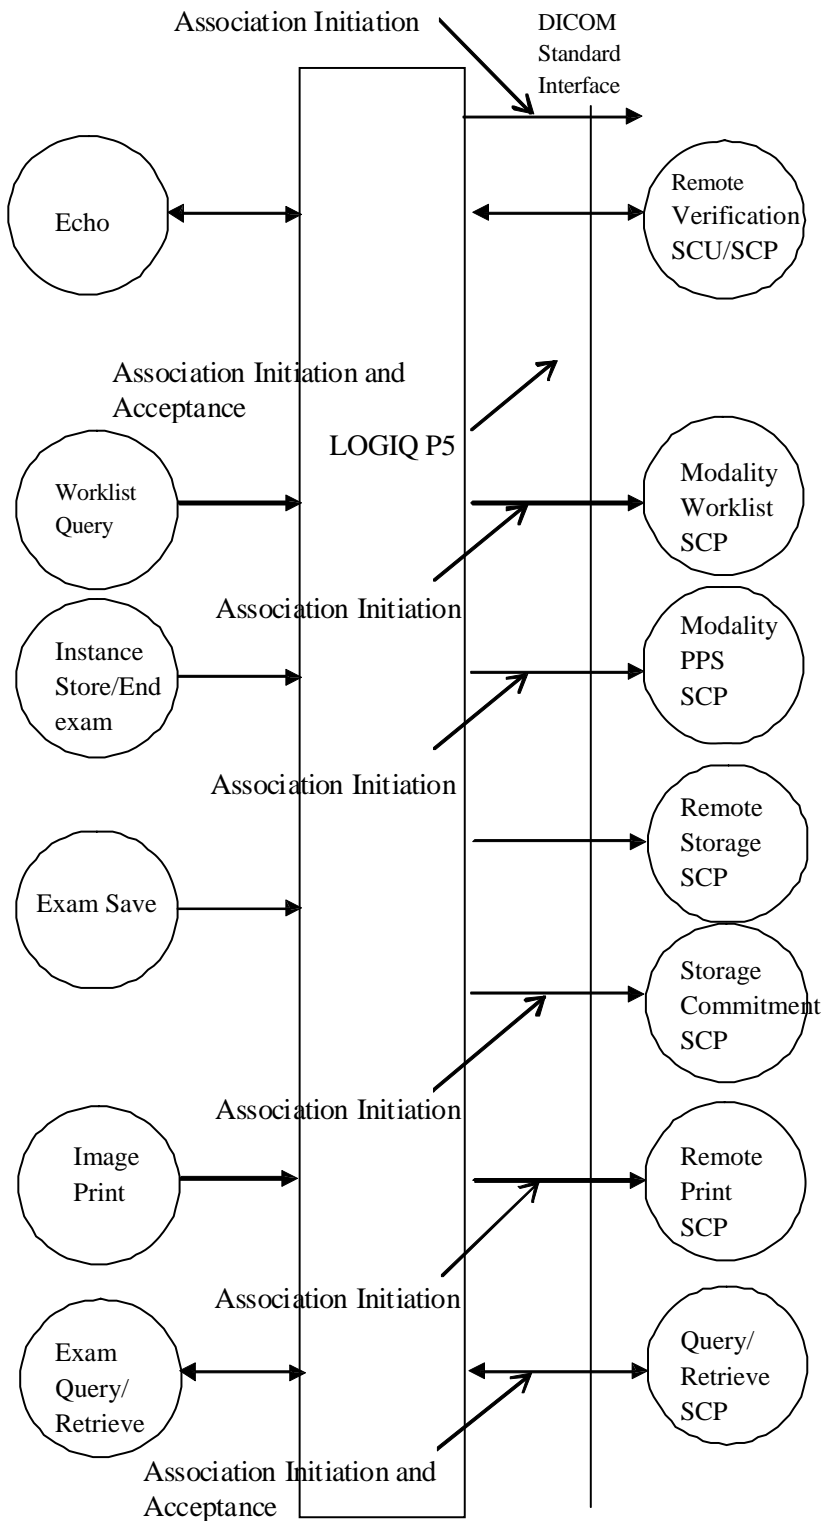 Association Initiation
DICOM
Standard
Interface
Echo
Remote
Verification
SCU/SCP
Association Initiation and
Acceptance
LOGIQ P5
Worklist
Query
Modality
Worklist
SCP
Association Initiation
Instance
Store/End
exam
Modality
PPS
SCP
Association Initiation
Remote
Storage
SCP
Exam Save
Storage
Commitment
SCP
Association Initiation
Image
Print
Remote
Print
SCP
Association Initiation
Exam
Query/
Retrieve
Query/
Retrieve
SCP
Association Initiation and
Acceptance